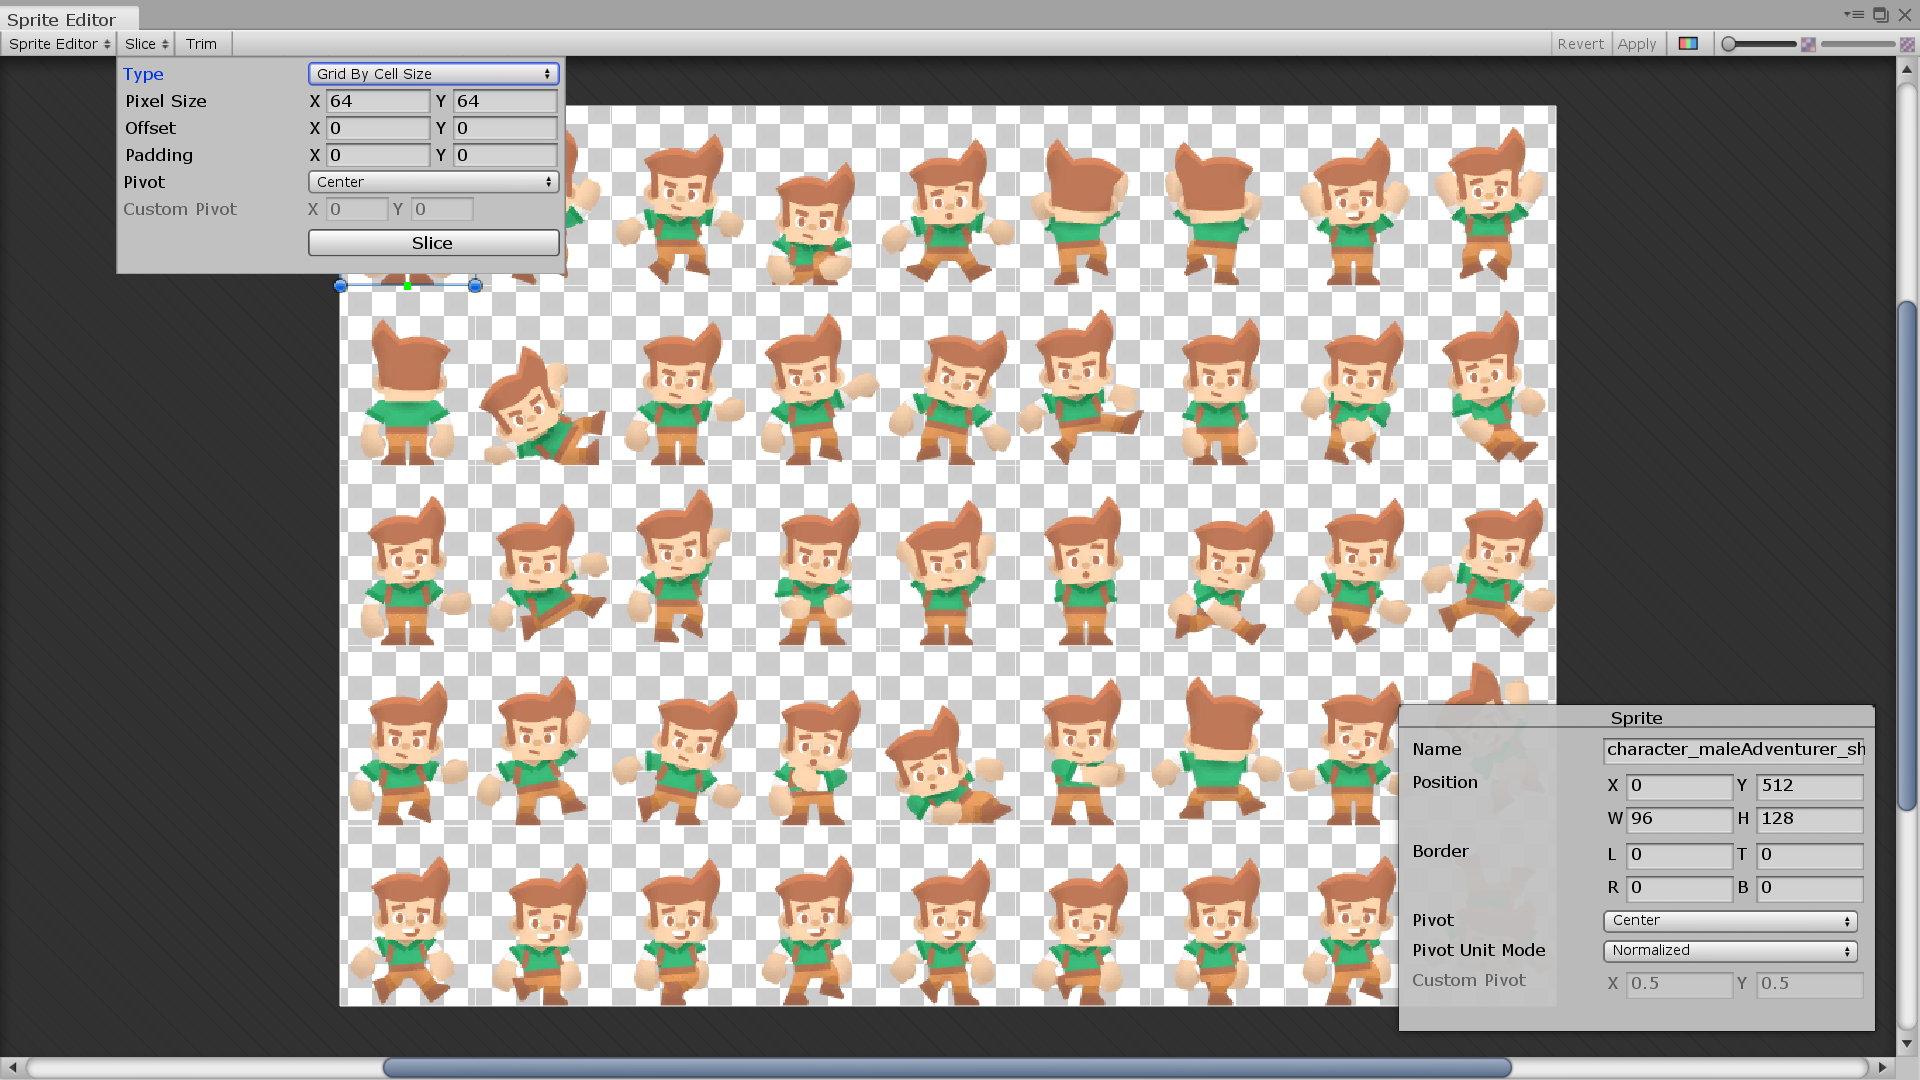 Sprite Editor
Sprite Editor Slice Trim Revert Apply
Type Grid By Cell Size
Pixel Size X 64 Y 64
Offset X 0 Y 0
Padding X 0 Y 0
Pivot Center
Custom Pivot X 0 Y 0
Slice
Sprite
Name character_maleAdventurer_sh
Position X 0 Y 512
W 96 H 128
Border L 0 T 0
R 0 B 0
Pivot Center
Pivot Unit Mode Normalized
Custom Pivot X 0.5 Y 0.5